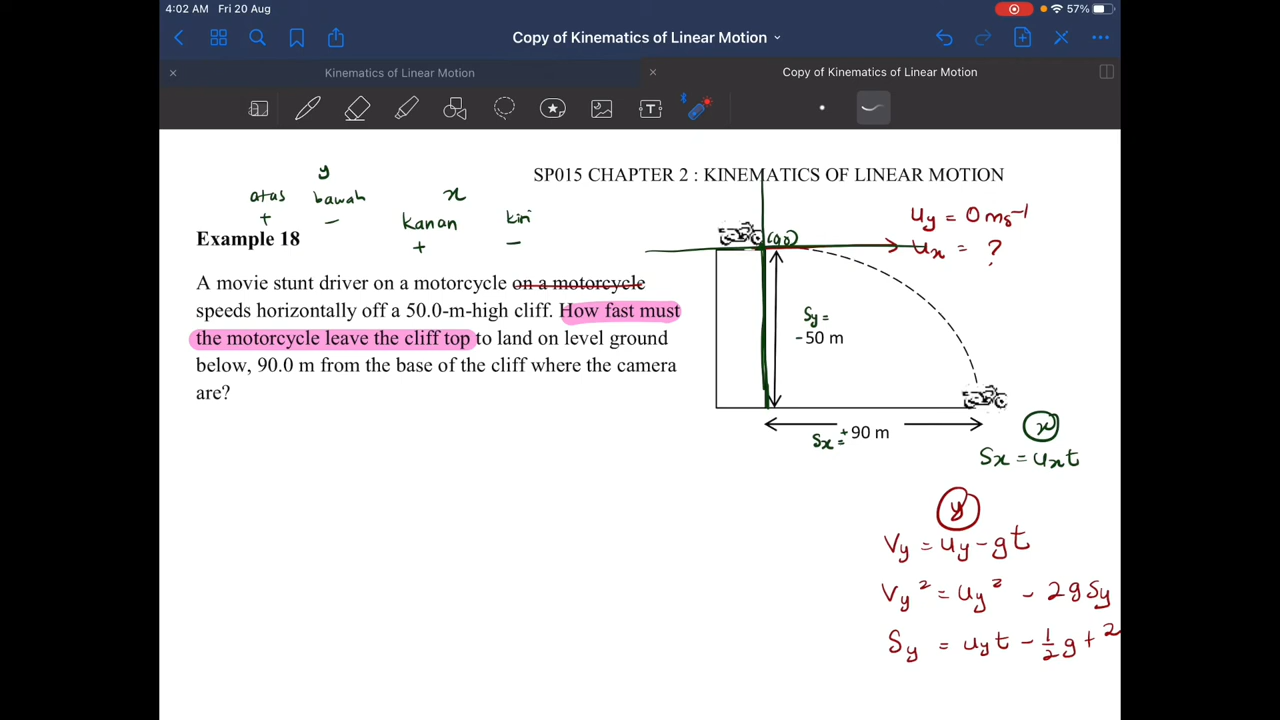 4:02 AM Fri 20 Aug
57%
Copy of Kinematics of Linear Motion
Kinematics of Linear Motion
Copy of Kinematics of Linear Motion
T
SP015 CHAPTER 2 : KINEMATICS OF LINEAR MOTION
y
atas bawah
+ −
x
kanan kiri
+ −
Example 18
A movie stunt driver on a motorcycle on a motorcycle
speeds horizontally off a 50.0-m-high cliff. How fast must
the motorcycle leave the cliff top to land on level ground
below, 90.0 m from the base of the cliff where the camera
are?
uy = 0 ms⁻¹
ux = ?
Sy =
-50 m
Sx = +90 m
x
Sx = uxt
y
Vy = uy − gt
Vy² = uy² − 2gSy
Sy = uyt − ½gt²